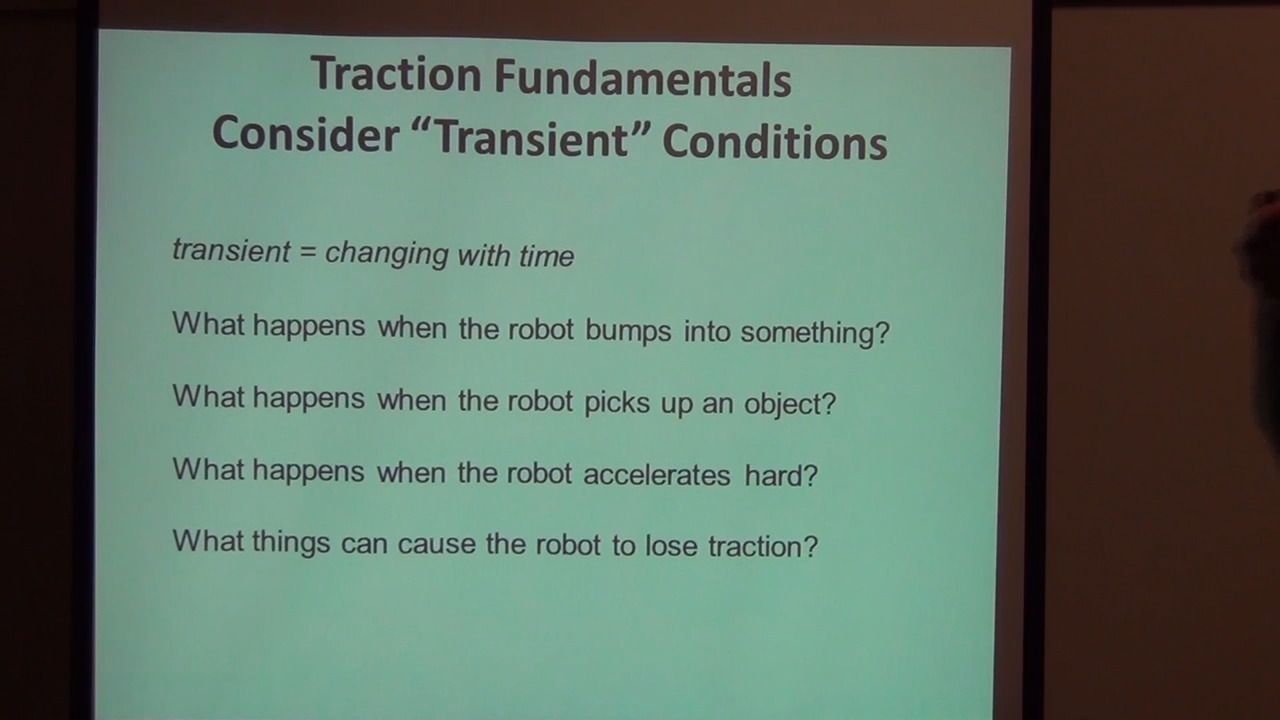 Traction Fundamentals
Consider “Transient” Conditions
transient = changing with time
What happens when the robot bumps into something?
What happens when the robot picks up an object?
What happens when the robot accelerates hard?
What things can cause the robot to lose traction?